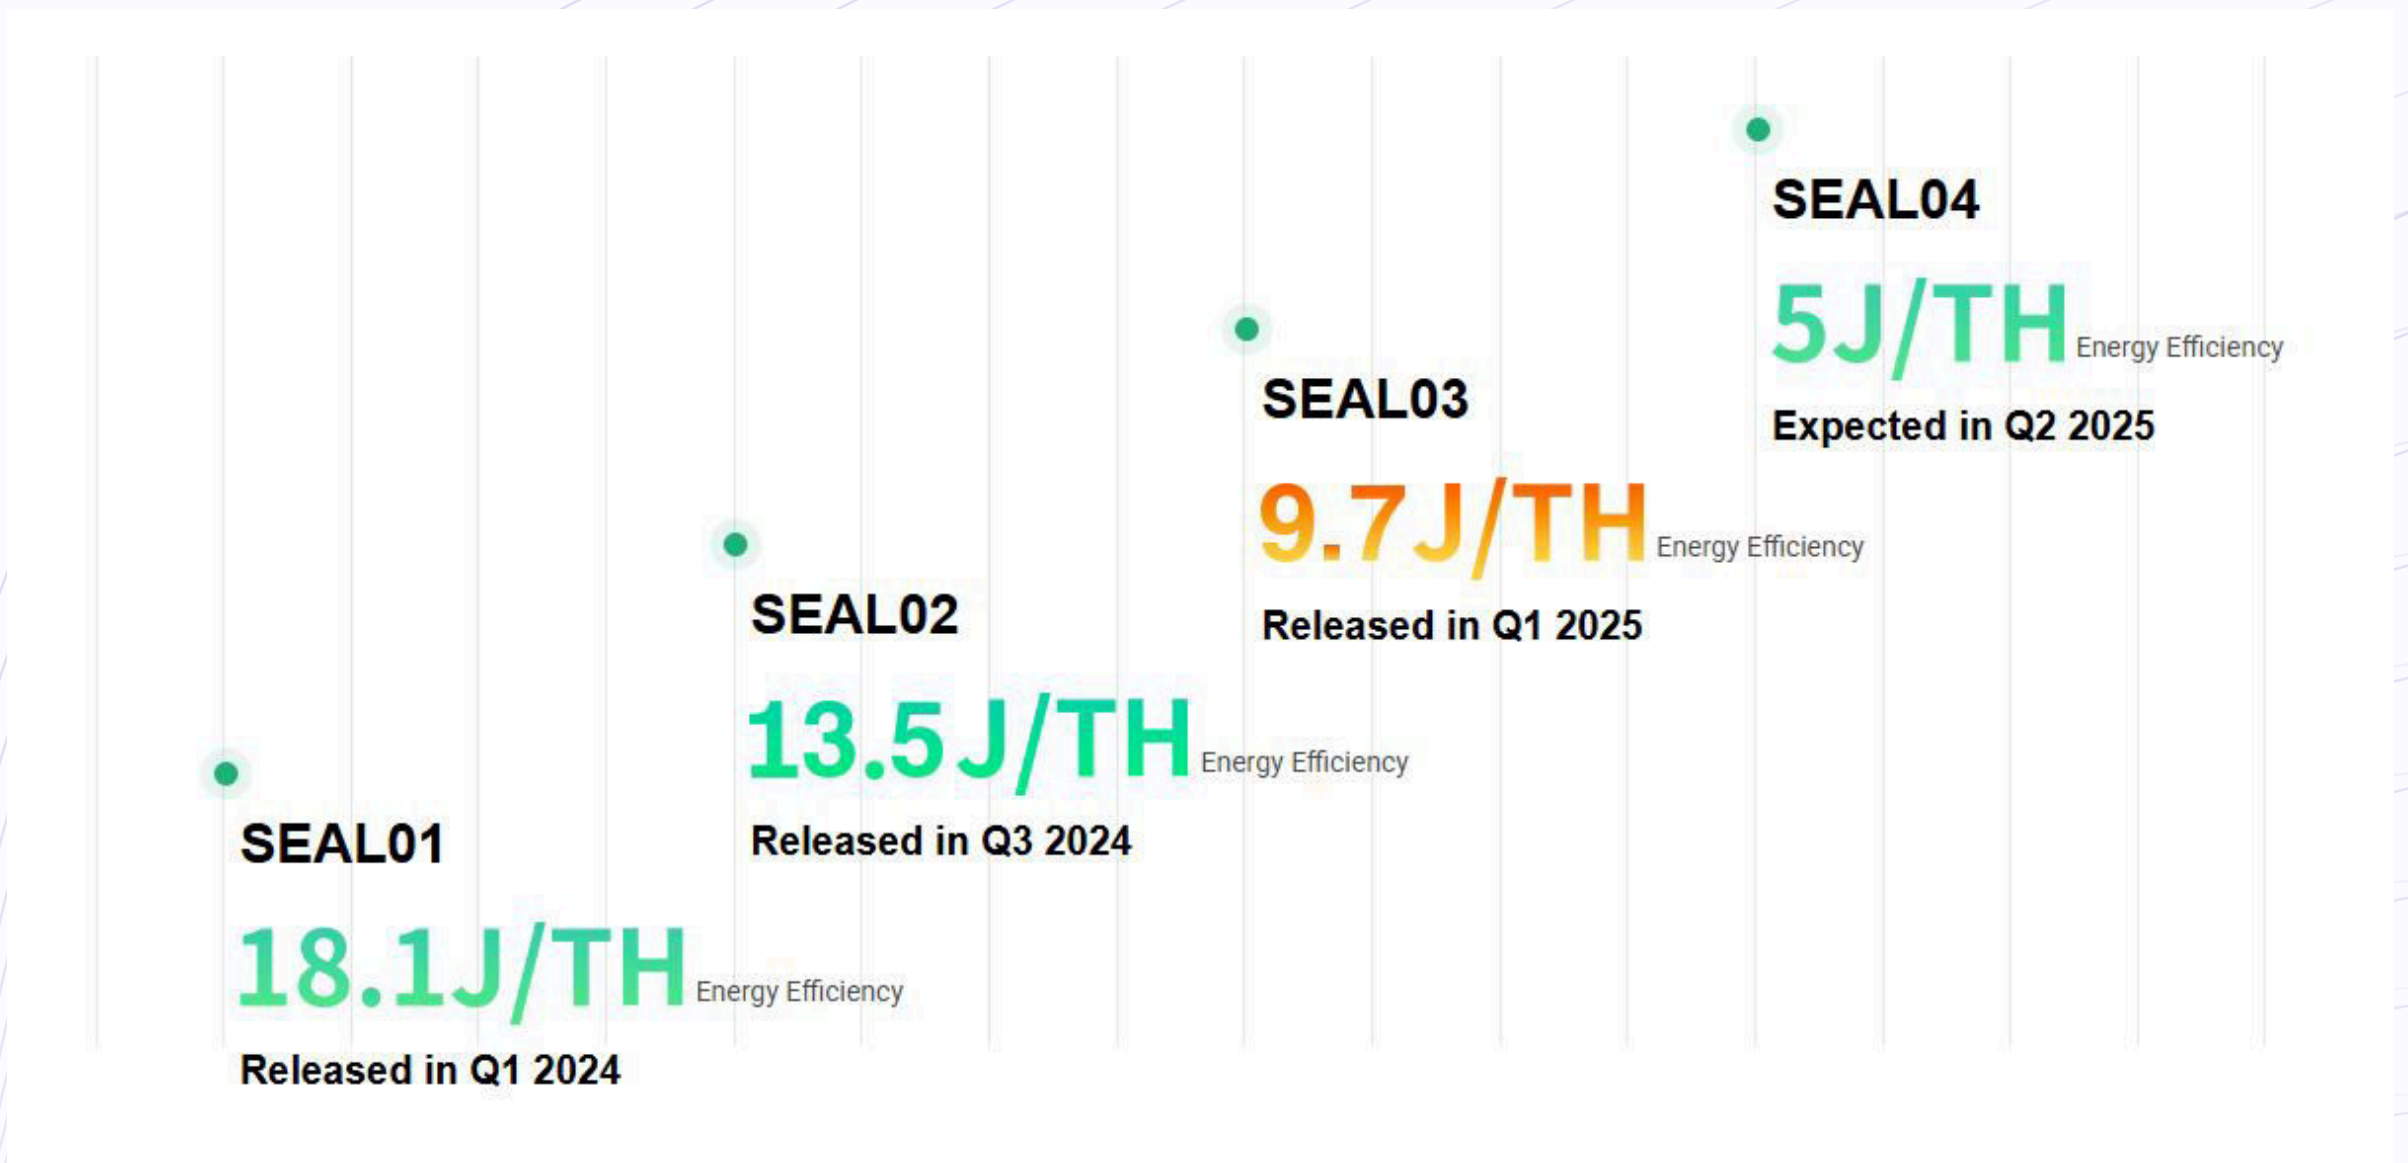 SEAL04
5J/TH Energy Efficiency
Expected in Q2 2025
SEAL03
9.7J/TH Energy Efficiency
Released in Q1 2025
SEAL02
13.5J/TH Energy Efficiency
Released in Q3 2024
SEAL01
18.1J/TH Energy Efficiency
Released in Q1 2024